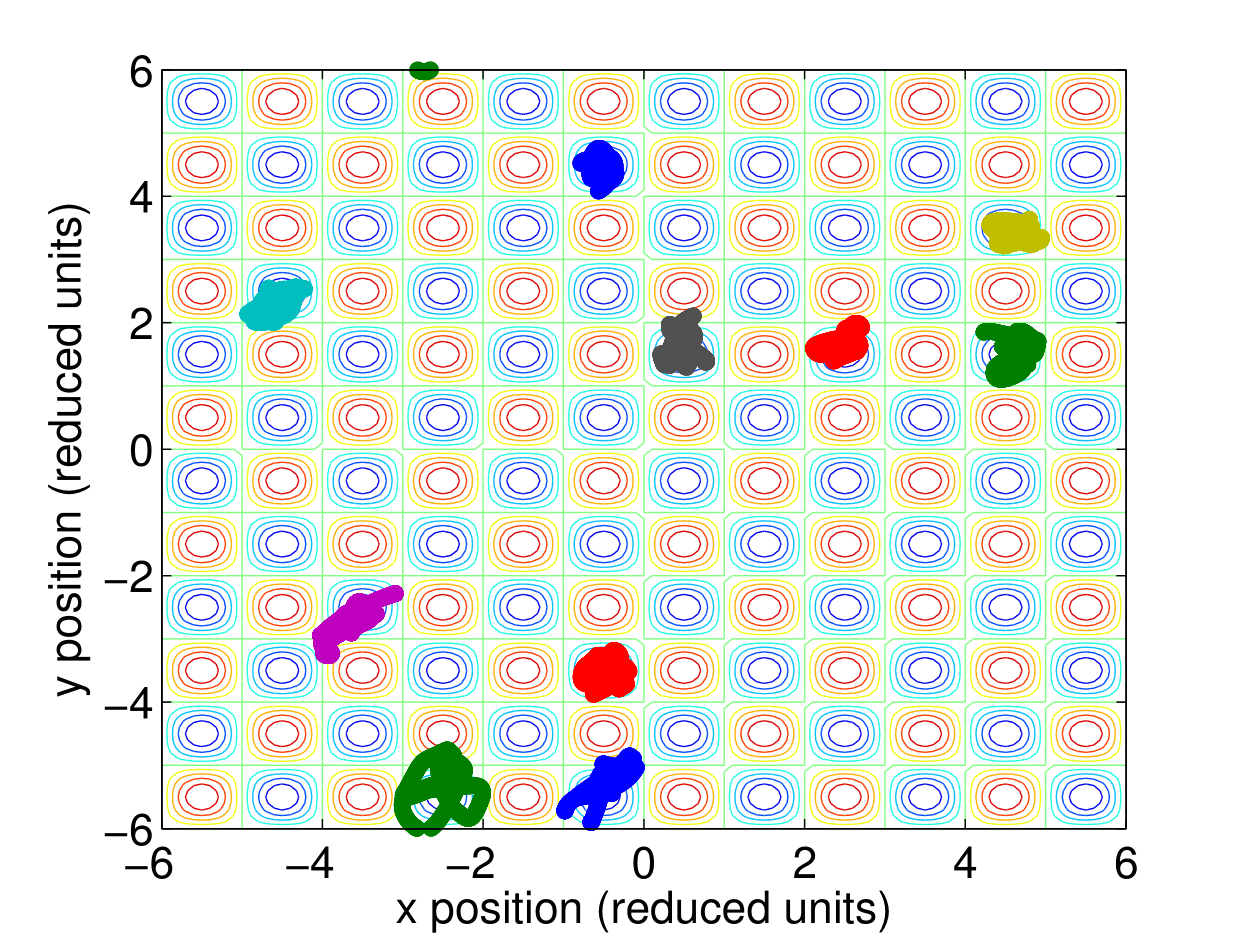 6
4
2
0
−2
−4
−6
−6 −4 −2 0 2 4 6
x position (reduced units)
y position (reduced units)